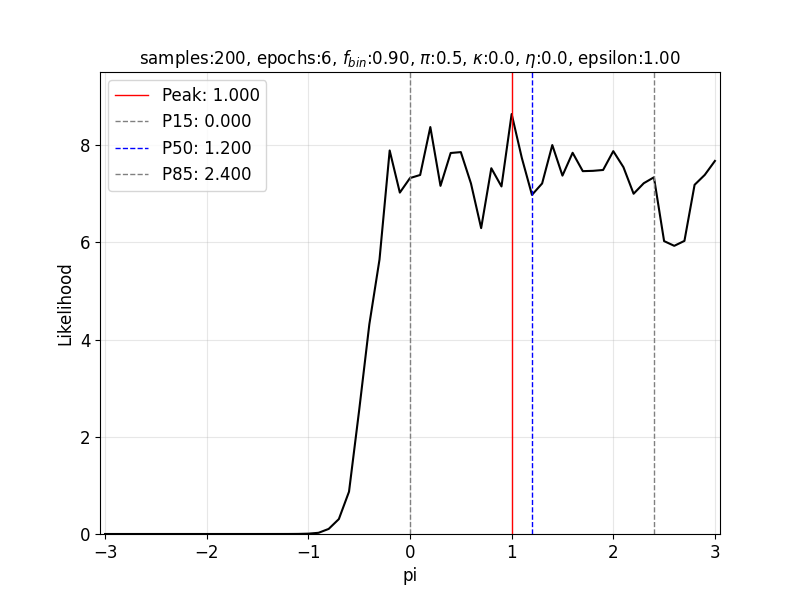 samples:200, epochs:6, f_bin:0.90, π:0.5, κ:0.0, η:0.0, epsilon:1.00
Peak: 1.000
P15: 0.000
P50: 1.200
P85: 2.400
8
6
4
2
0
Likelihood
−3 −2 −1 0 1 2 3
pi